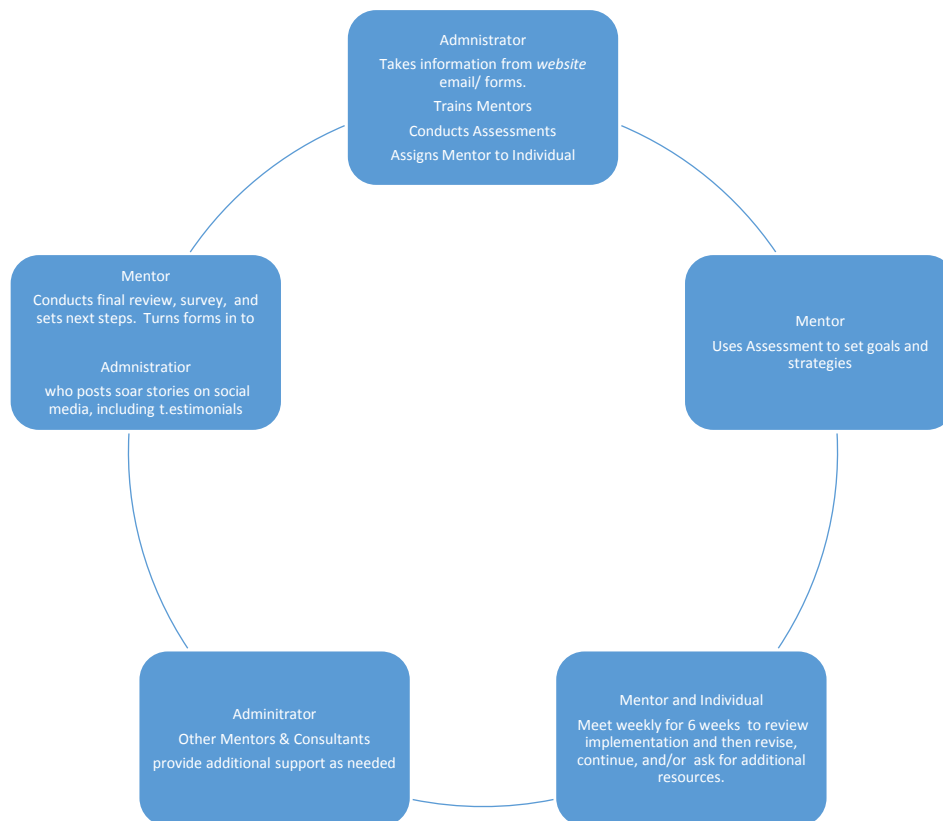 Admnistrator
Takes information from website
email/ forms.
Trains Mentors
Conducts Assessments
Assigns Mentor to Individual
Mentor
Uses Assessment to set goals and
strategies
Mentor and Individual
Meet weekly for 6 weeks to review
implementation and then revise,
continue, and/or ask for additional
resources.
Adminitrator
Other Mentors & Consultants
provide additional support as needed
Mentor
Conducts final review, survey, and
sets next steps. Turns forms in to
Admnistratior
who posts soar stories on social
media, including t.estimonials